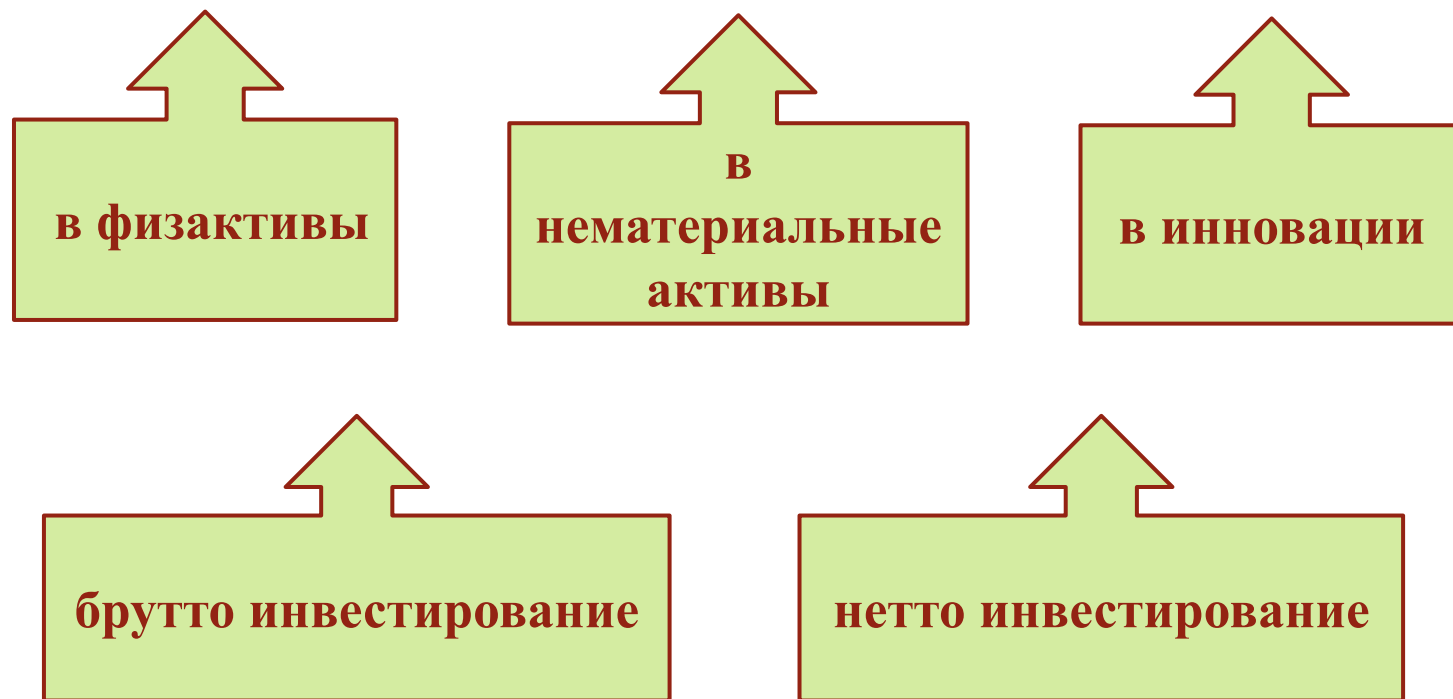 в физактивы
в
нематериальные
активы
в инновации
брутто инвестирование
нетто инвестирование